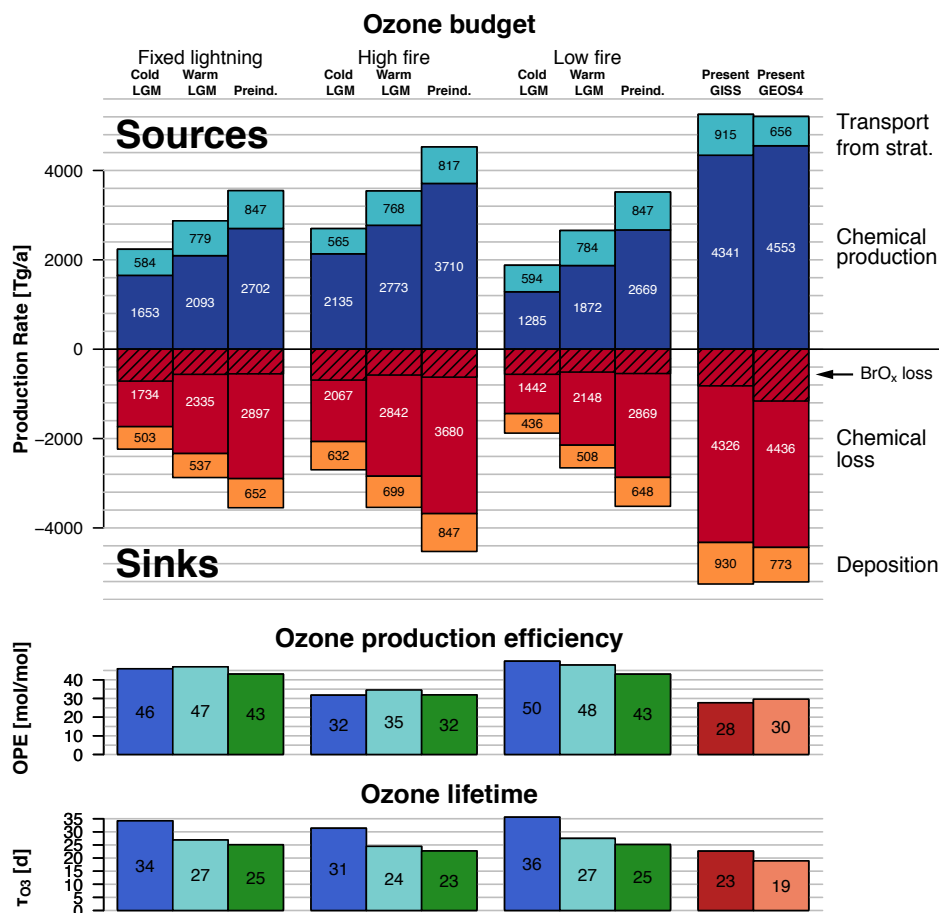 Ozone budget
Fixed lightning High fire Low fire
Cold LGM Warm LGM Preind. Cold LGM Warm LGM Preind. Cold LGM Warm LGM Preind. Present GISS Present GEOS4
Sources
Transport from strat.
915 656
817
847 768 847
779 784
584 565 594
4000
Chemical production
4341 4553
3710
2702 2773 2669
2093 2135 1872
1653 1285
2000
0
Production Rate [Tg/a]
BrOx loss
1734 2335 2897
2067 2842 3680
1442 2148 2869
4326 4436
Chemical loss
503 537 652
632 699 847
436 508 648
930 773
Deposition
−2000
−4000
Sinks
Ozone production efficiency
OPE [mol/mol]
40
30
20
10
0
46 47 43 32 35 32 50 48 43 28 30
Ozone lifetime
τO3 [d]
35
30
25
20
15
10
5
0
34 27 25 31 24 23 36 27 25 23 19